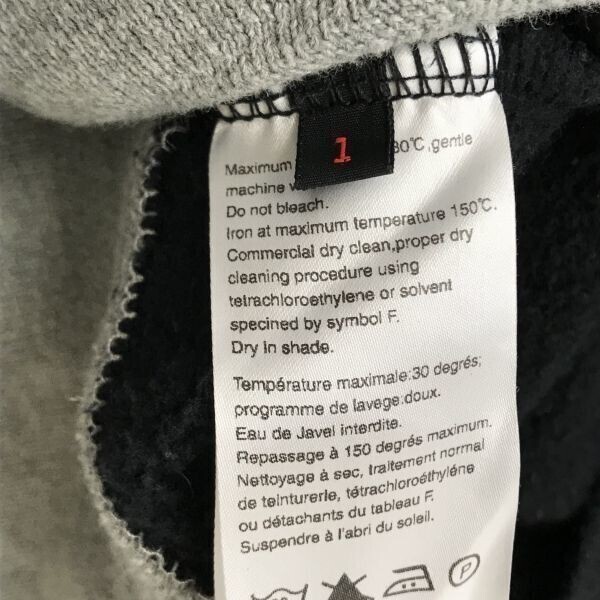 1
Maximum 30℃,gentle
machine
Do not bleach.
Iron at maximum temperature 150℃.
Commercial dry clean,proper dry
cleaning procedure using
tetrachloroethylene or solvent
specined by symbol F.
Dry in shade.
Température maximale:30 degrés;
programme de lavege:doux.
Eau de Javel interdite.
Repassage à 150 degrés maximum.
Nettoyage à sec, traitement normal
de teinturerle, tétrachloroéthyléne
ou détachants du tableau F.
Suspendre à l'abri du soleil.
P